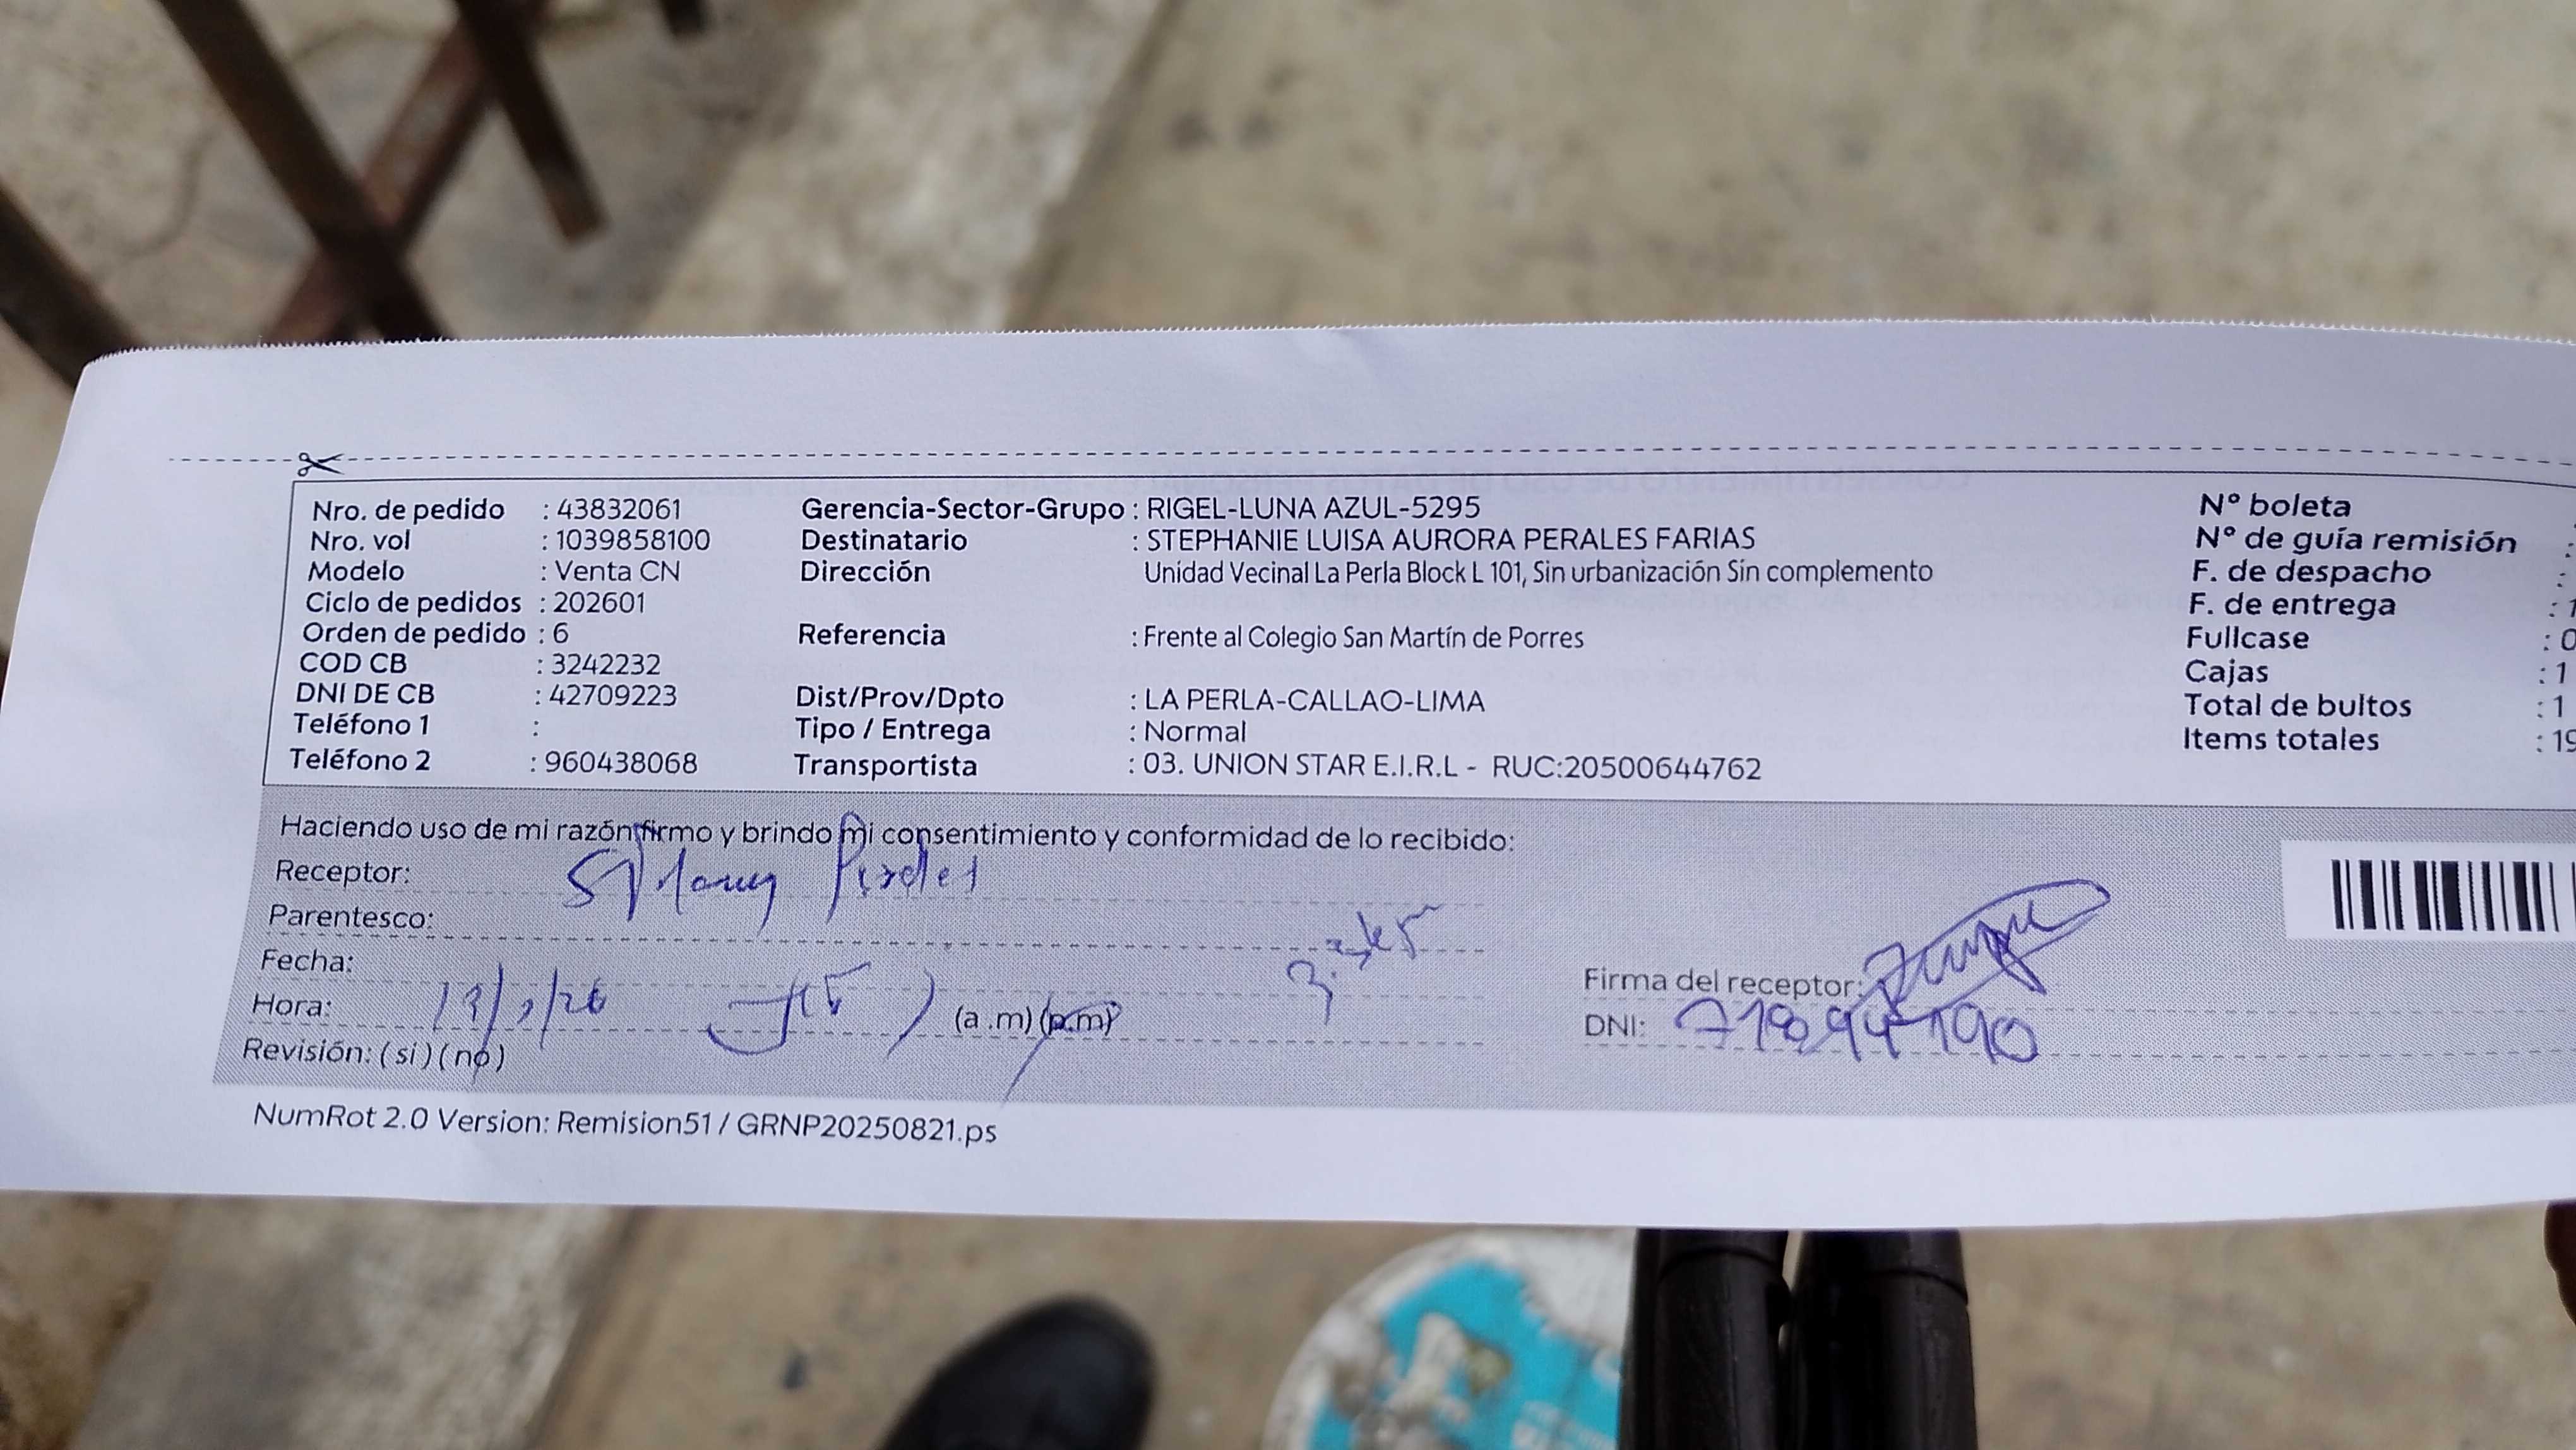 Nro. de pedido : 43832061 Gerencia-Sector-Grupo : RIGEL-LUNA AZUL-5295 N° boleta
Nro. vol : 1039858100 Destinatario : STEPHANIE LUISA AURORA PERALES FARIAS N° de guía remisión :
Modelo : Venta CN Dirección Unidad Vecinal La Perla Block L 101, Sin urbanización Sin complemento F. de despacho :
Ciclo de pedidos : 202601 F. de entrega : 1
Orden de pedido : 6 Referencia : Frente al Colegio San Martín de Porres Fullcase : 0
COD CB : 3242232 Cajas : 1
DNI DE CB : 42709223 Dist/Prov/Dpto : LA PERLA-CALLAO-LIMA Total de bultos : 1
Teléfono 1 : Tipo / Entrega : Normal Items totales : 19
Teléfono 2 : 960438068 Transportista : 03. UNION STAR E.I.R.L - RUC:20500644762
Haciendo uso de mi razón firmo y brindo mi consentimiento y conformidad de lo recibido:
Receptor:
Parentesco:
Fecha:
Firma del receptor:
Hora: (a.m) (p.m)
DNI:
Revisión: (si) (no)
NumRot 2.0 Version: Remision51 / GRNP20250821.ps